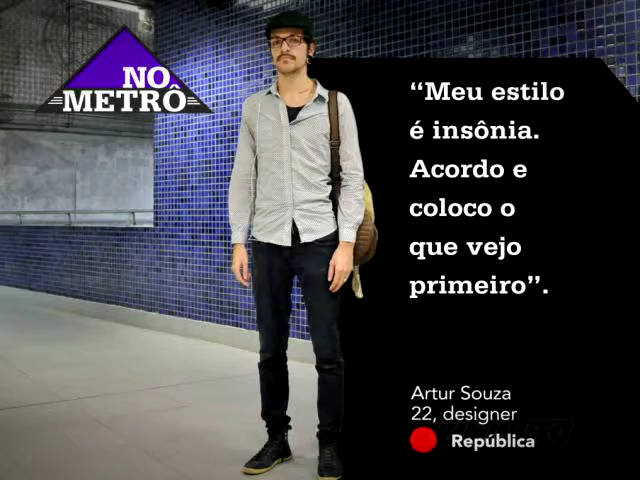 NO
METRÔ
“Meu estilo
é insônia.
Acordo e
coloco o
que vejo
primeiro”.
Artur Souza
22, designer
República